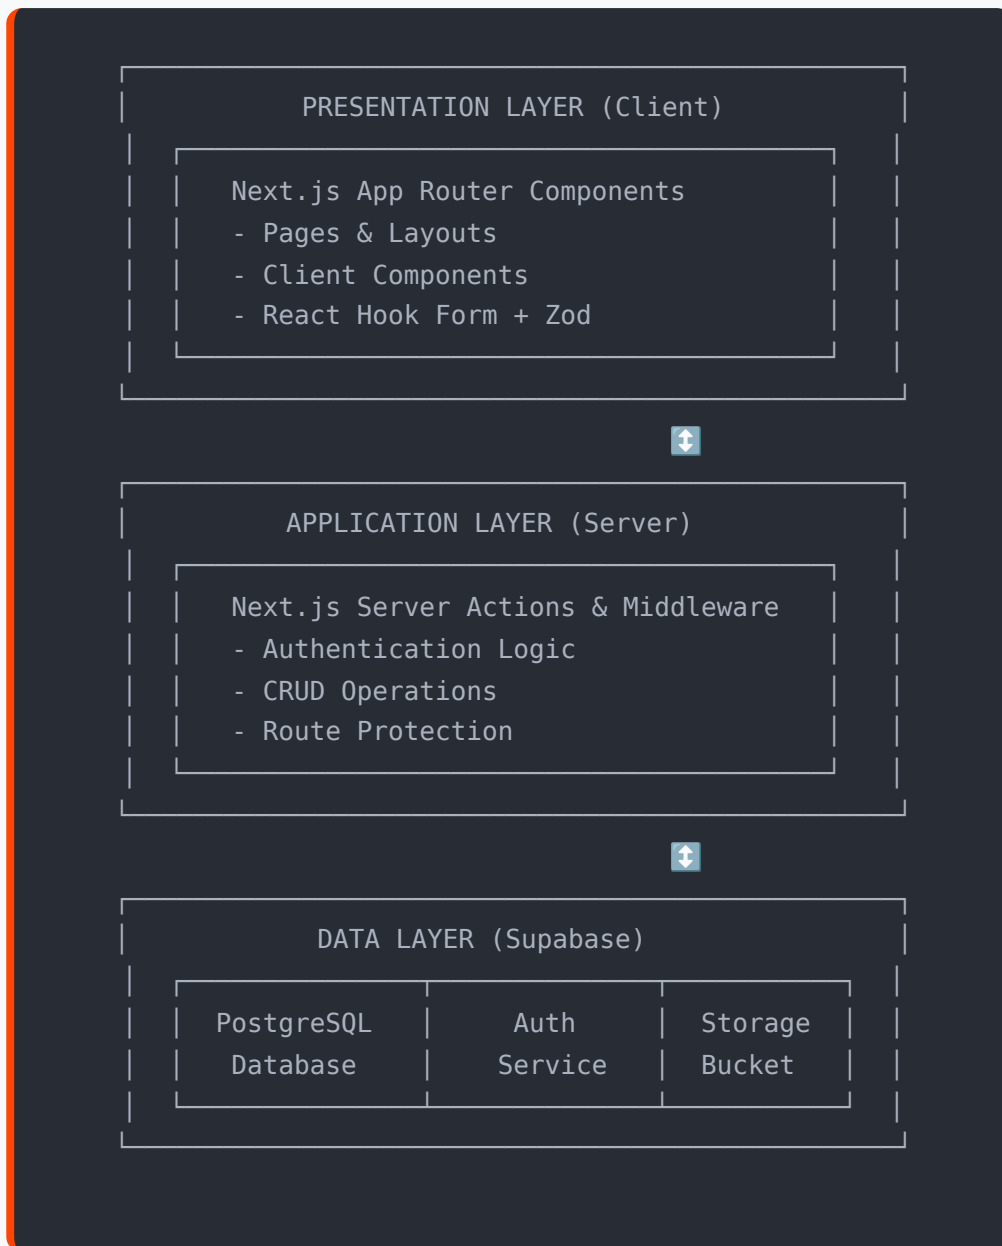 PRESENTATION LAYER (Client)
Next.js App Router Components
- Pages & Layouts
- Client Components
- React Hook Form + Zod
↕️
APPLICATION LAYER (Server)
Next.js Server Actions & Middleware
- Authentication Logic
- CRUD Operations
- Route Protection
↕️
DATA LAYER (Supabase)
PostgreSQL Auth Storage
Database Service Bucket